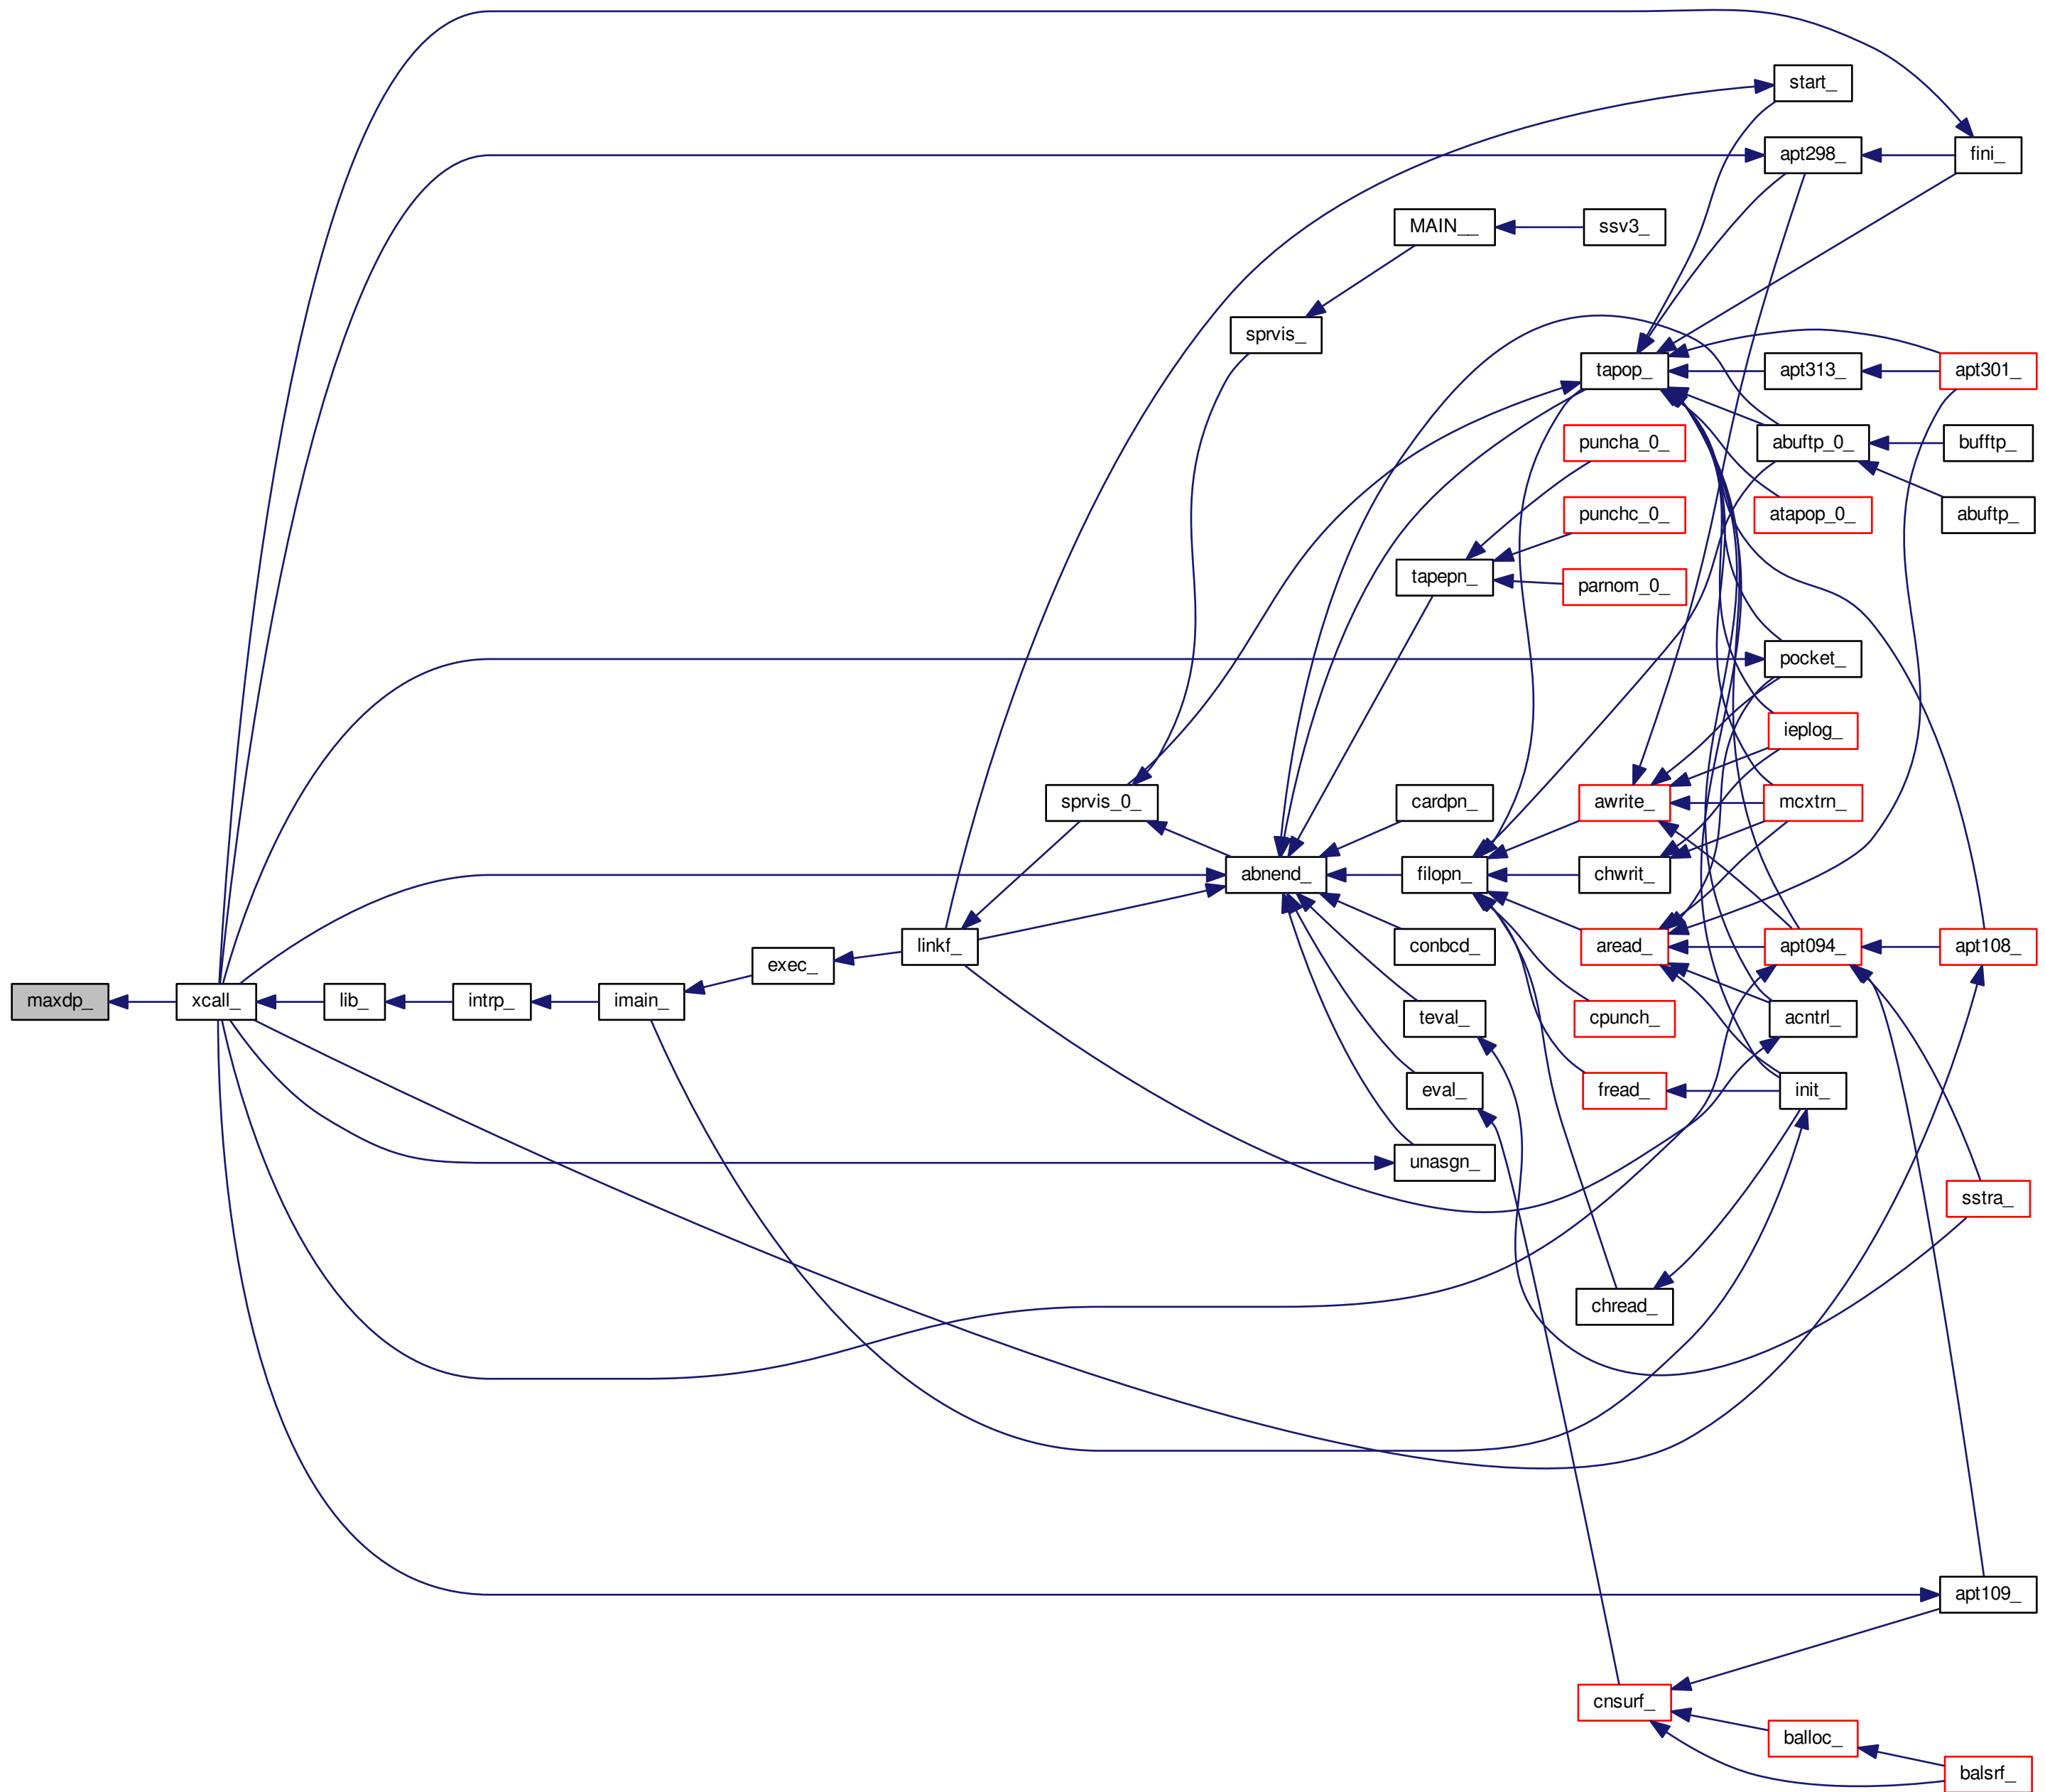 start_
apt298_
fini_
MAIN__
ssv3_
sprvis_
tapop_
apt313_
apt301_
puncha_0_
abuftp_0_
bufftp_
punchc_0_
atapop_0_
abuftp_
tapepn_
parnom_0_
pocket_
ieplog_
sprvis_0_
cardpn_
awrite_
mcxtrn_
abnend_
filopn_
chwrit_
linkf_
conbcd_
aread_
apt094_
apt108_
exec_
maxdp_
xcall_
lib_
intrp_
imain_
teval_
cpunch_
acntrl_
eval_
fread_
init_
unasgn_
sstra_
chread_
apt109_
cnsurf_
balloc_
balsrf_